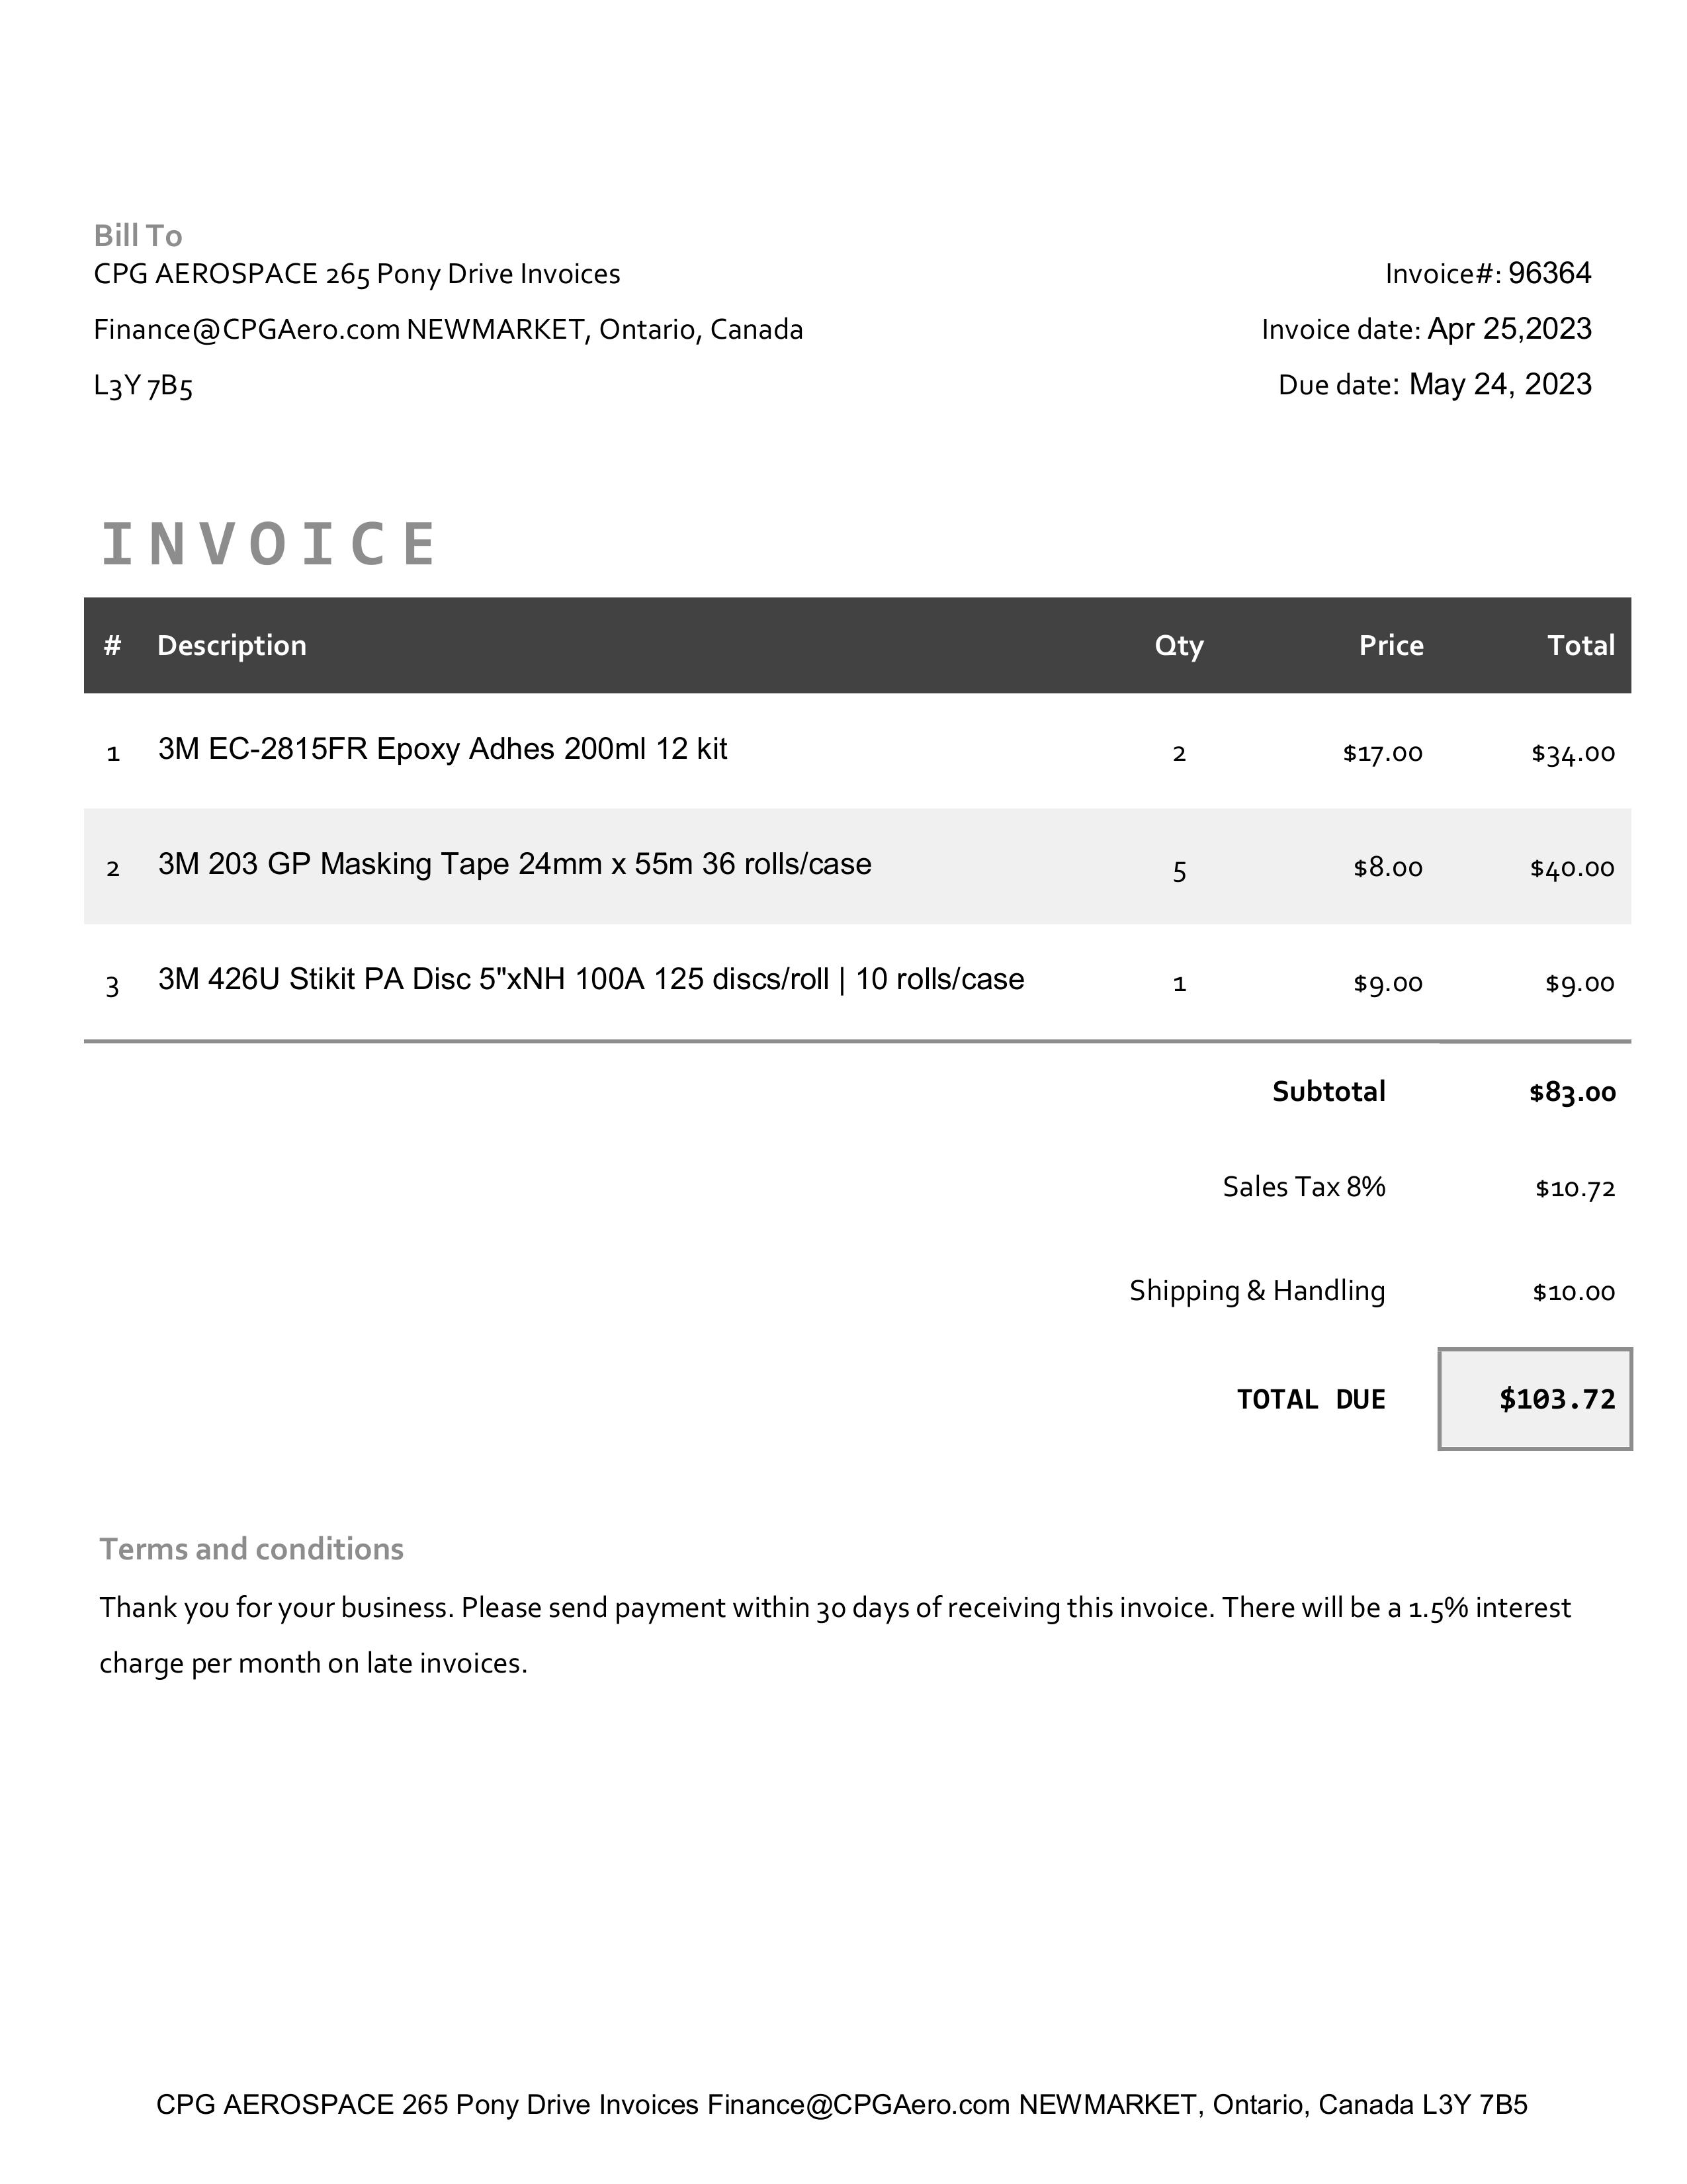 Bill To
CPG AEROSPACE 265 Pony Drive Invoices
Finance@CPGAero.com NEWMARKET, Ontario, Canada
L3Y 7B5
Invoice#: 96364
Invoice date: Apr 25,2023
Due date: May 24, 2023
INVOICE
# Description Qty Price Total
1 3M EC-2815FR Epoxy Adhes 200ml 12 kit 2 $17.00 $34.00
2 3M 203 GP Masking Tape 24mm x 55m 36 rolls/case 5 $8.00 $40.00
3 3M 426U Stikit PA Disc 5"xNH 100A 125 discs/roll | 10 rolls/case 1 $9.00 $9.00
Subtotal $83.00
Sales Tax 8% $10.72
Shipping & Handling $10.00
TOTAL DUE $103.72
Terms and conditions
Thank you for your business. Please send payment within 30 days of receiving this invoice. There will be a 1.5% interest
charge per month on late invoices.
CPG AEROSPACE 265 Pony Drive Invoices Finance@CPGAero.com NEWMARKET, Ontario, Canada L3Y 7B5